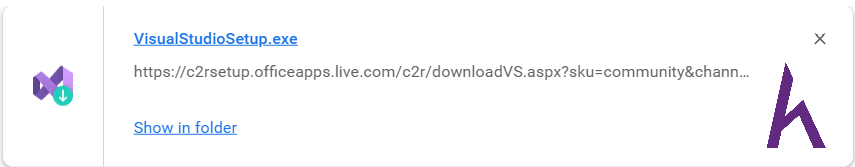 VisualStudioSetup.exe
https://c2rsetup.officeapps.live.com/c2r/downloadVS.aspx?sku=community&chann...
Show in folder